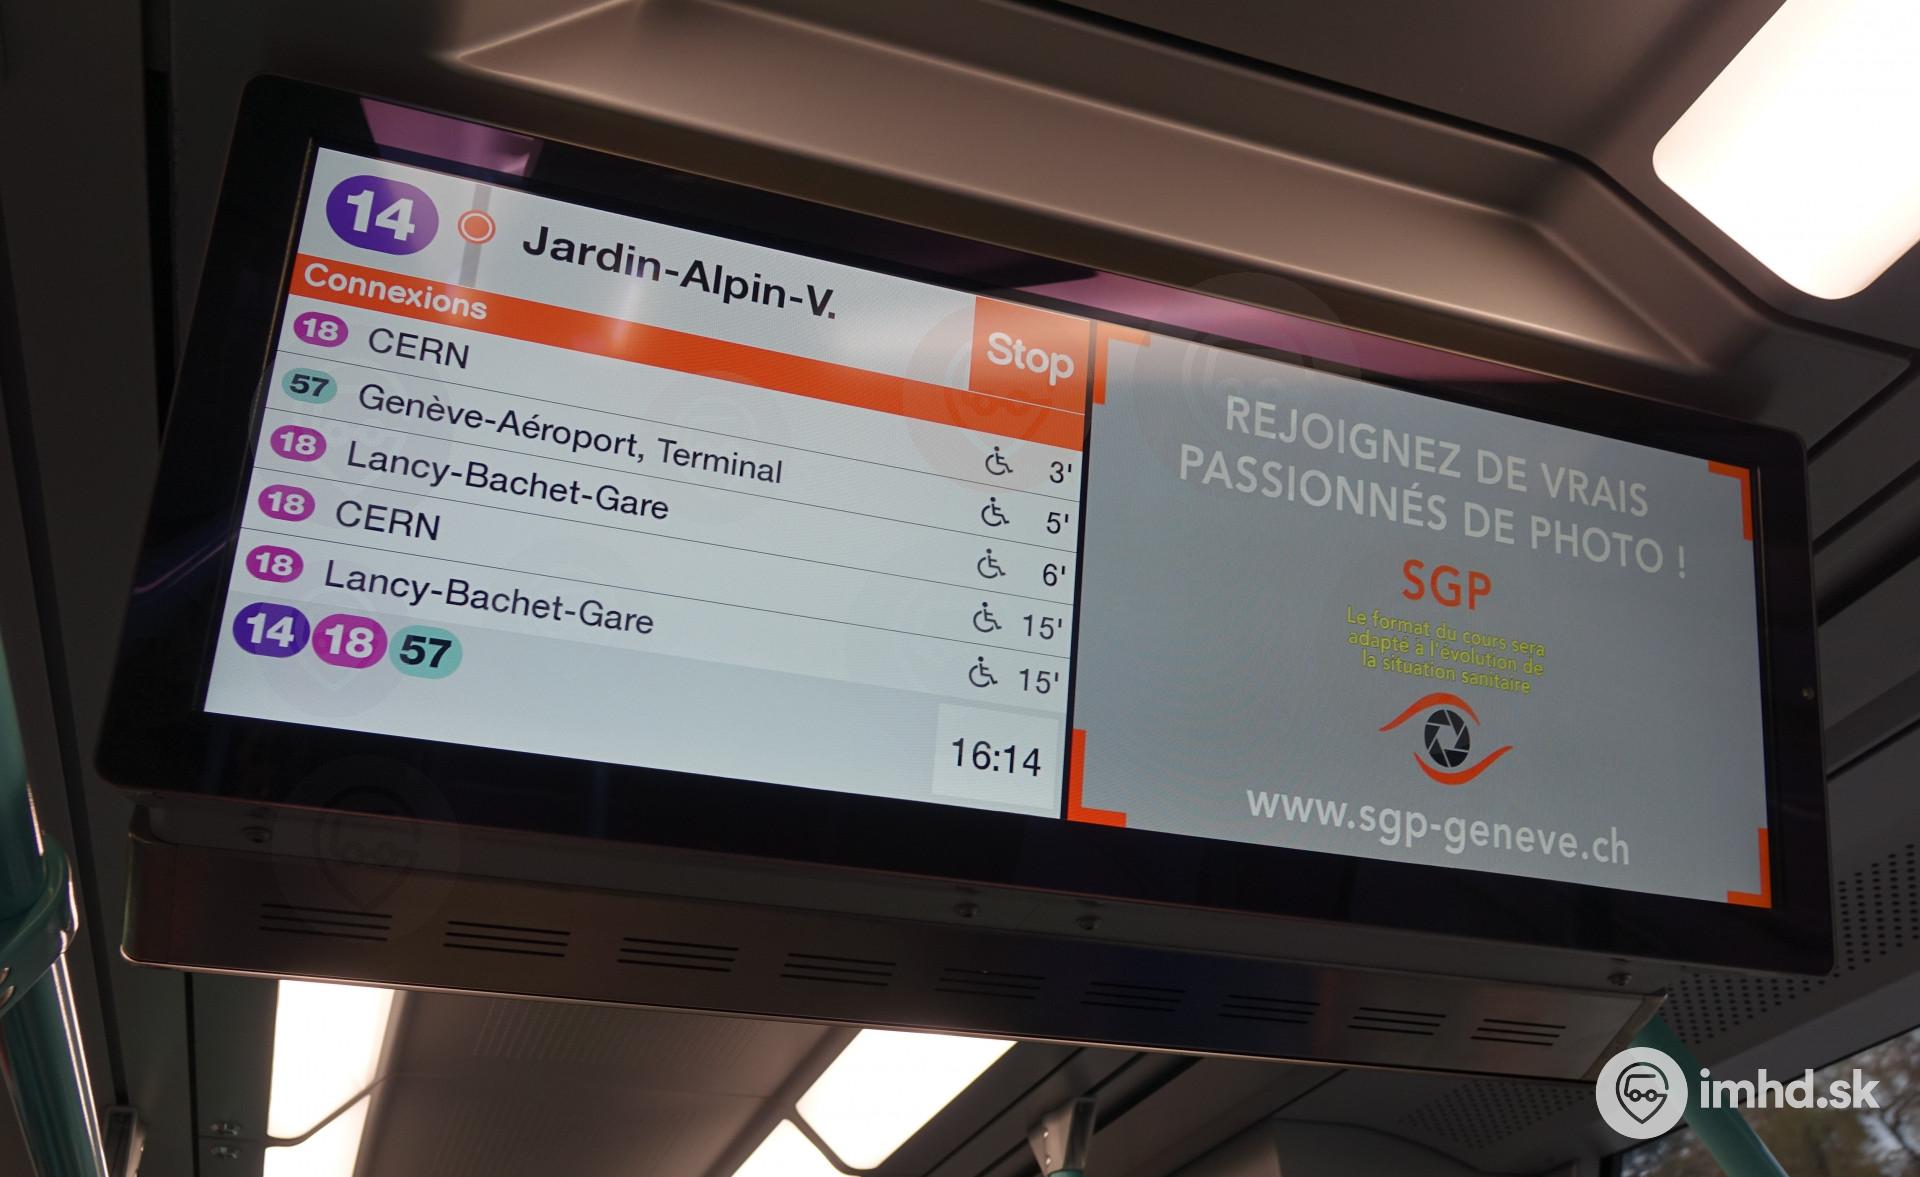 14 Jardin-Alpin-V.
Stop
Connexions
18 CERN 3'
57 Genève-Aéroport, Terminal 5'
18 Lancy-Bachet-Gare 6'
18 CERN 15'
18 Lancy-Bachet-Gare 15'
14 18 57
16:14
REJOIGNEZ DE VRAIS
PASSIONNÉS DE PHOTO !
SGP
Le format du cours sera
adapté à l'évolution de
la situation sanitaire
www.sgp-geneve.ch
imhd.sk